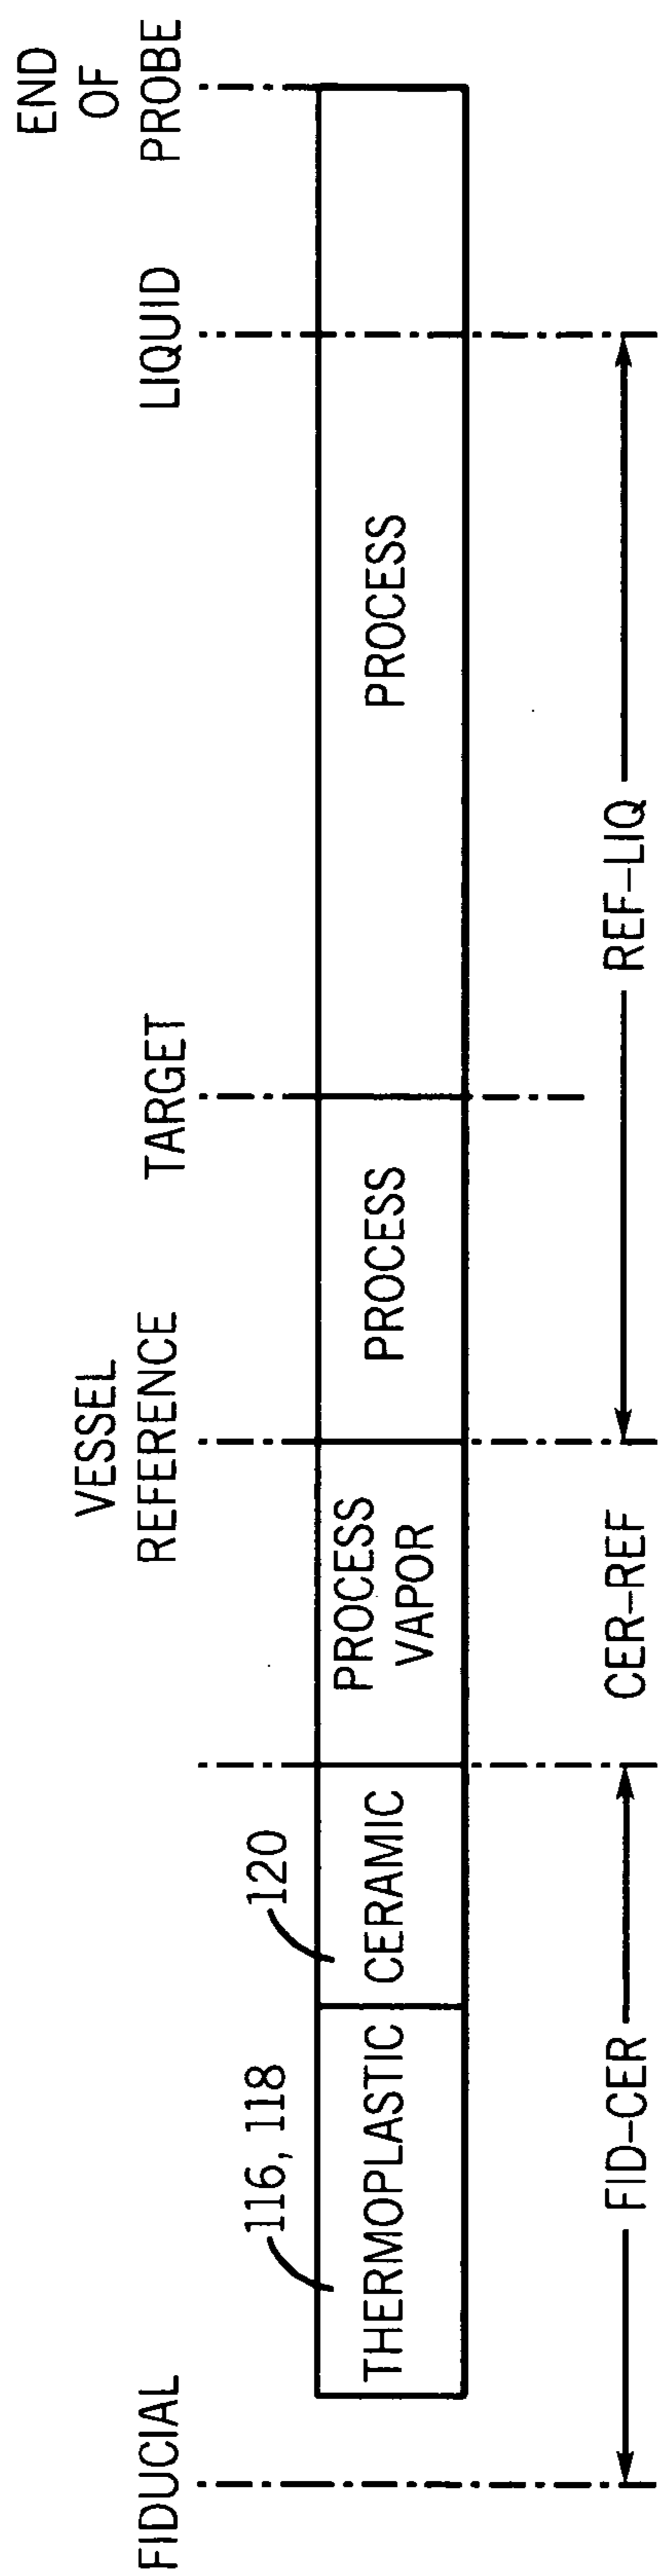 FIDUCIAL
VESSEL
REFERENCE
TARGET
LIQUID
END
OF
PROBE
116, 118
120
THERMOPLASTIC
CERAMIC
PROCESS
VAPOR
PROCESS
PROCESS
FID-CER
CER-REF
REF-LIQ